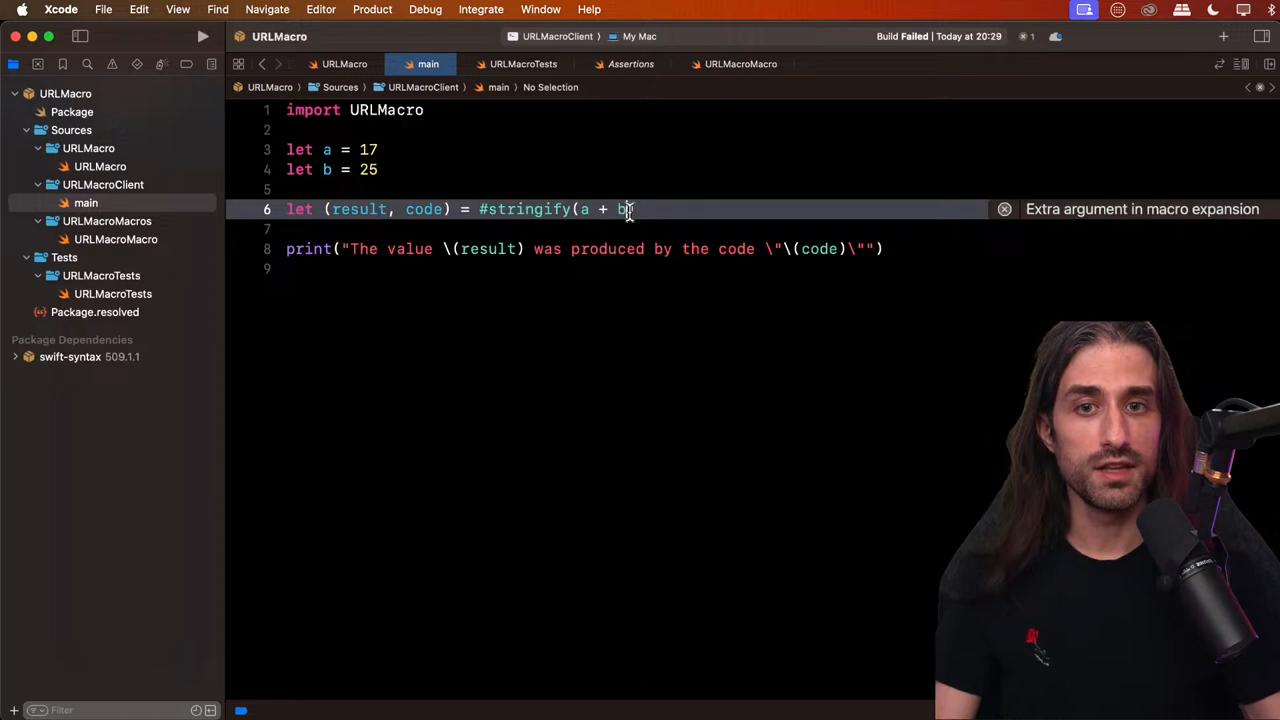 Xcode File Edit View Find Navigate Editor Product Debug Integrate Window Help
URLMacro URLMacroClient My Mac Build Failed | Today at 20:29 1
URLMacro main URLMacroTests Assertions URLMacroMacro
URLMacro Sources URLMacroClient main No Selection
URLMacro
Package
Sources
URLMacro
URLMacro
URLMacroClient
main
URLMacroMacros
URLMacroMacro
Tests
URLMacroTests
URLMacroTests
Package.resolved
Package Dependencies
swift-syntax 509.1.1
Filter
1 import URLMacro
2
3 let a = 17
4 let b = 25
5
6 let (result, code) = #stringify(a + b
Extra argument in macro expansion
7
8 print("The value \(result) was produced by the code \"\(code)\"")
9